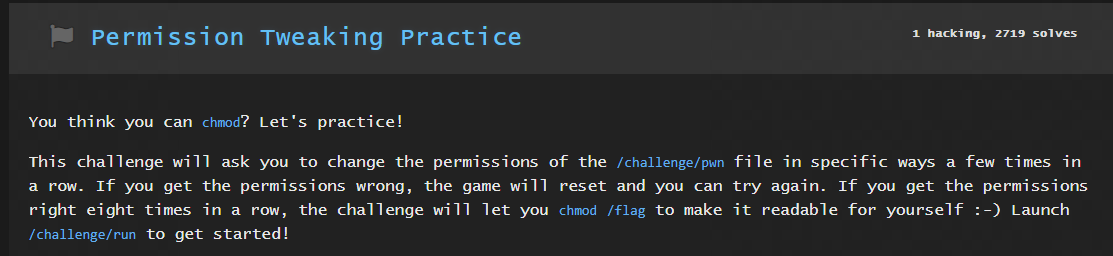 Permission Tweaking Practice
1 hacking, 2719 solves
You think you can chmod? Let's practice!
This challenge will ask you to change the permissions of the /challenge/pwn file in specific ways a few times in
a row. If you get the permissions wrong, the game will reset and you can try again. If you get the permissions
right eight times in a row, the challenge will let you chmod /flag to make it readable for yourself :-) Launch
/challenge/run to get started!